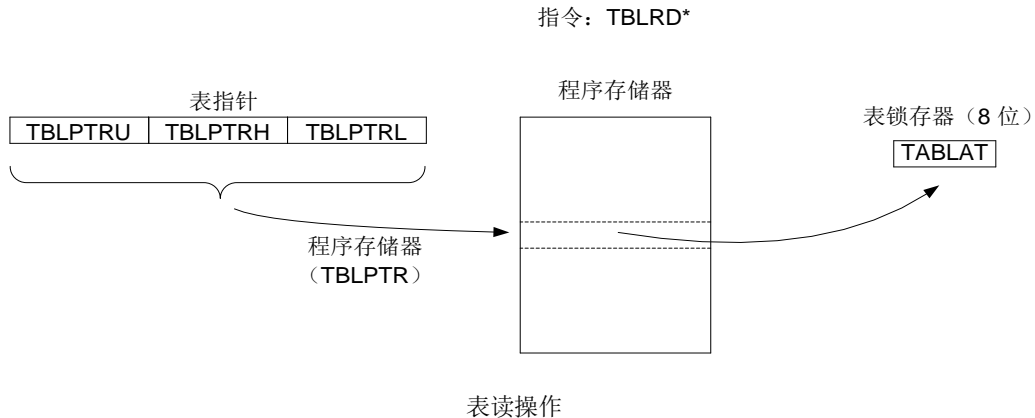 指令：TBLRD*
表指针
TBLPTRU TBLPTRH TBLPTRL
程序存储器
（TBLPTR）
程序存储器
表锁存器（8 位）
TABLAT
表读操作